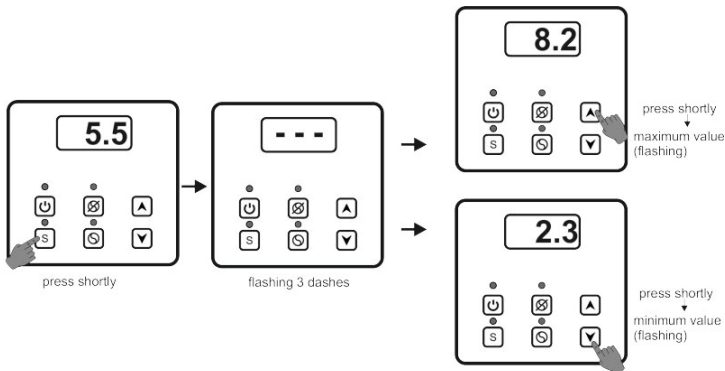 5.5
S
press shortly
- - -
S
flashing 3 dashes
8.2
S
press shortly
maximum value
(flashing)
2.3
S
press shortly
minimum value
(flashing)